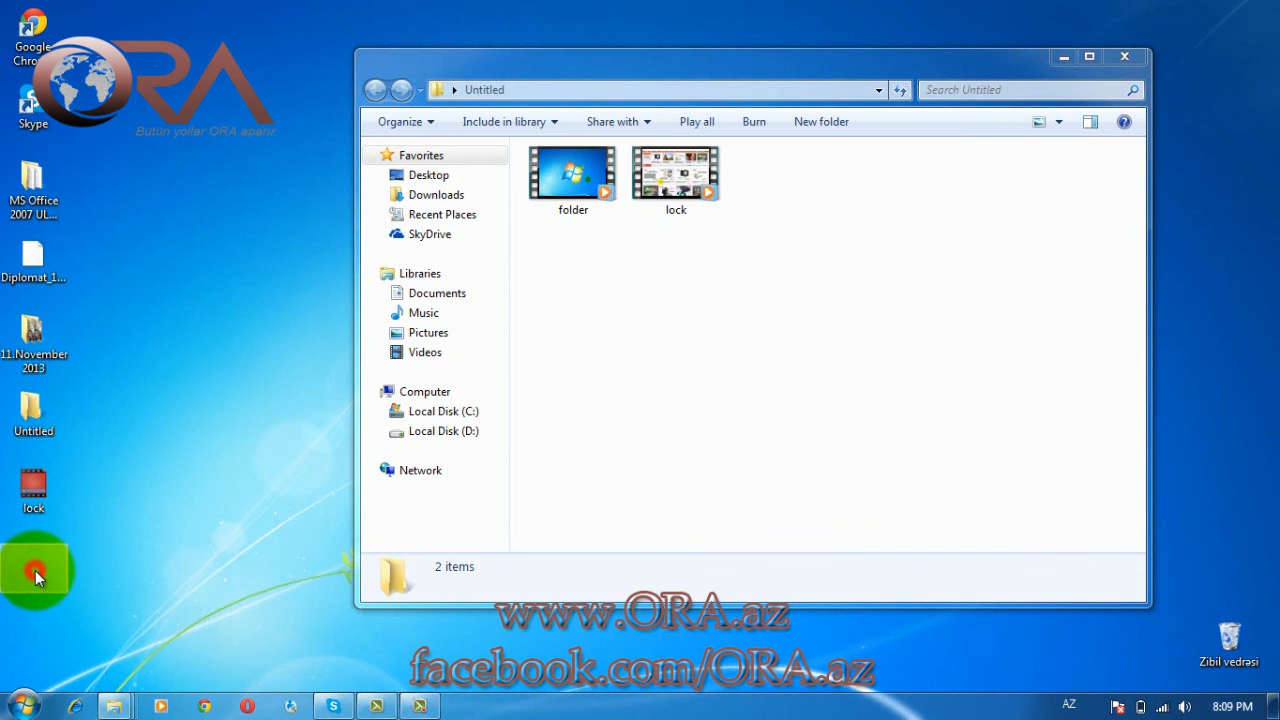 Google
Chro...
ORA
Bütün yollar ORA aparır
Skype
MS Office
2007 UL...
Diplomat_1...
11.November
2013
Untitled
lock
Untitled
Search Untitled
Organize
Include in library
Share with
Play all
Burn
New folder
Favorites
Desktop
Downloads
Recent Places
SkyDrive
Libraries
Documents
Music
Pictures
Videos
Computer
Local Disk (C:)
Local Disk (D:)
Network
folder
lock
2 items
www.ORA.az
facebook.com/ORA.az
Zibil vedrəsi
AZ
8:09 PM